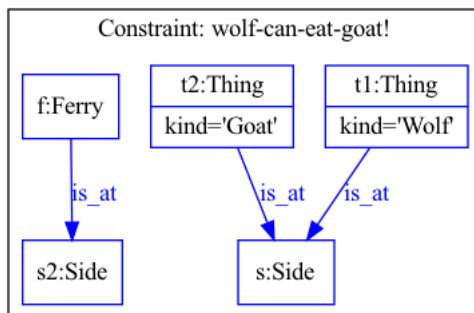 Constraint: wolf-can-eat-goat!
t2:Thing
t1:Thing
f:Ferry
kind='Goat'
kind='Wolf'
is_at
is_at
is_at
s2:Side
s:Side